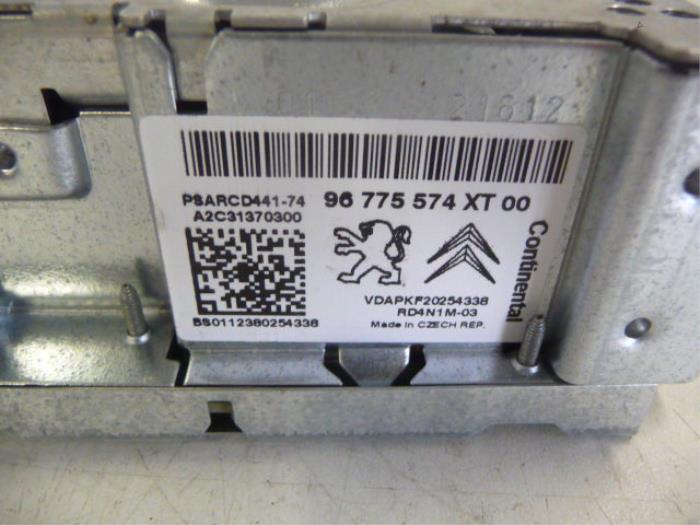 21612
PSARCD441-74
A2C31370300
96 775 574 XT 00
Continental
VDAPKF20254338
RD4N1M-03
Made in CZECH REP.
BS0112380254338